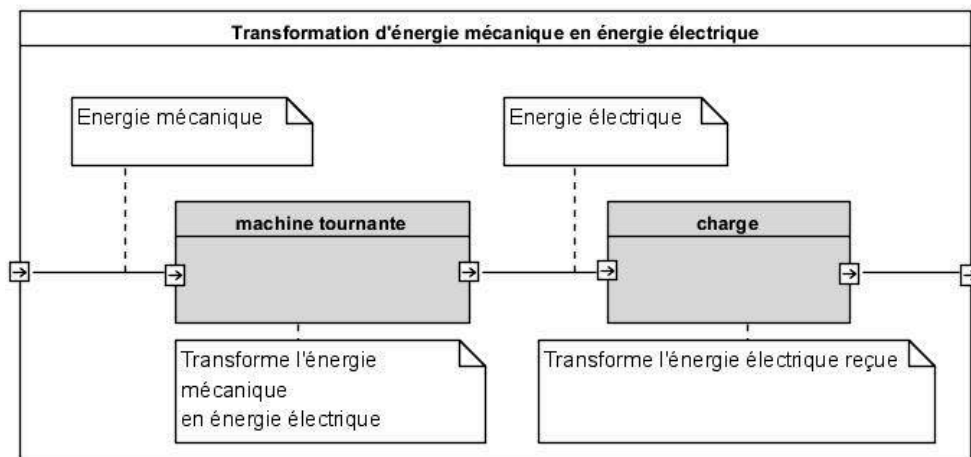 Transformation d'énergie mécanique en énergie électrique
Energie mécanique
Energie électrique
machine tournante
charge
Transforme l'énergie
mécanique
en énergie électrique
Transforme l'énergie électrique reçue